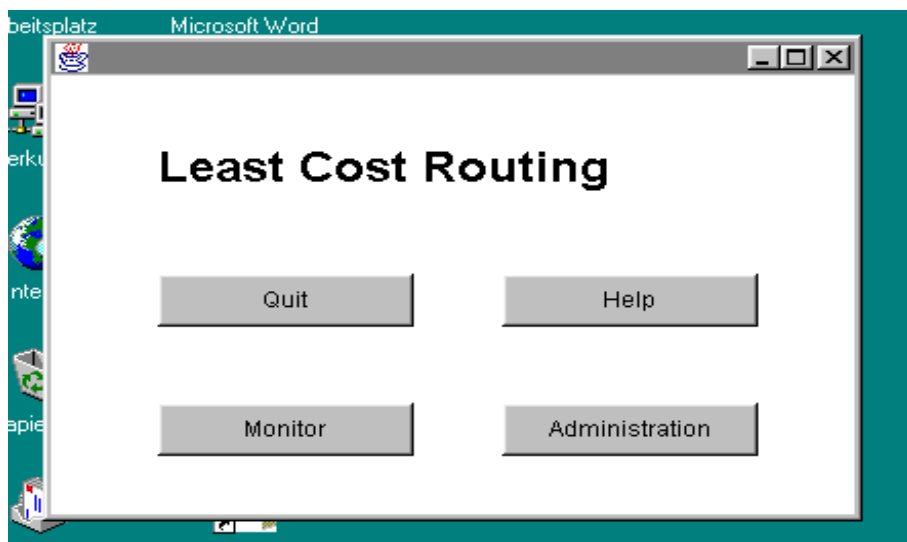 beitsplatz Microsoft Word
Least Cost Routing
Quit Help
Monitor Administration
erku
nte
apie